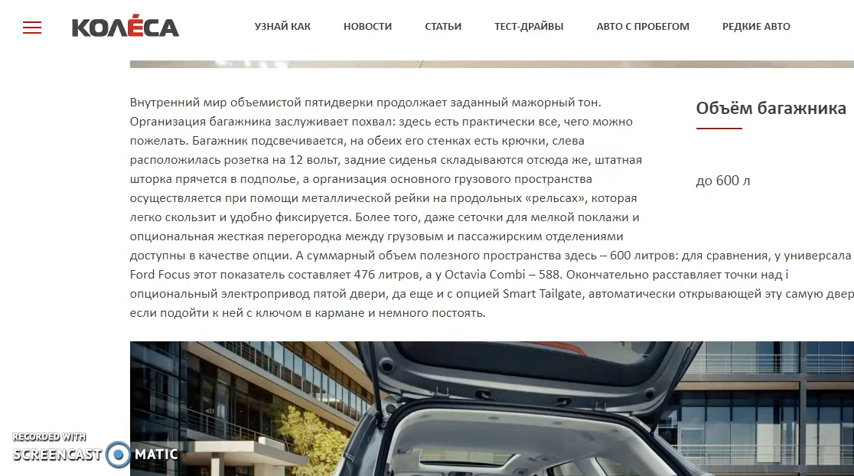 КОЛЁСА
УЗНАЙ КАК
НОВОСТИ
СТАТЬИ
ТЕСТ-ДРАЙВЫ
АВТО С ПРОБЕГОМ
РЕДКИЕ АВТО
Внутренний мир объемистой пятидверки продолжает заданный мажорный тон.
Организация багажника заслуживает похвал: здесь есть практически все, чего можно
пожелать. Багажник подсвечивается, на обеих его стенках есть крючки, слева
расположилась розетка на 12 вольт, задние сиденья складываются отсюда же, штатная
шторка прячется в подполье, а организация основного грузового пространства
осуществляется при помощи металлической рейки на продольных «рельсах», которая
легко скользит и удобно фиксируется. Более того, даже сеточки для мелкой поклажи и
опциональная жесткая перегородка между грузовым и пассажирским отделениями
доступны в качестве опции. А суммарный объем полезного пространства здесь – 600 литров: для сравнения, у универсала
Ford Focus этот показатель составляет 476 литров, а у Octavia Combi – 588. Окончательно расставляет точки над i
опциональный электропривод пятой двери, да еще и с опцией Smart Tailgate, автоматически открывающей эту самую двер
если подойти к ней с ключом в кармане и немного постоять.
Объём багажника
до 600 л
RECORDED WITH
SCREENCAST MATIC